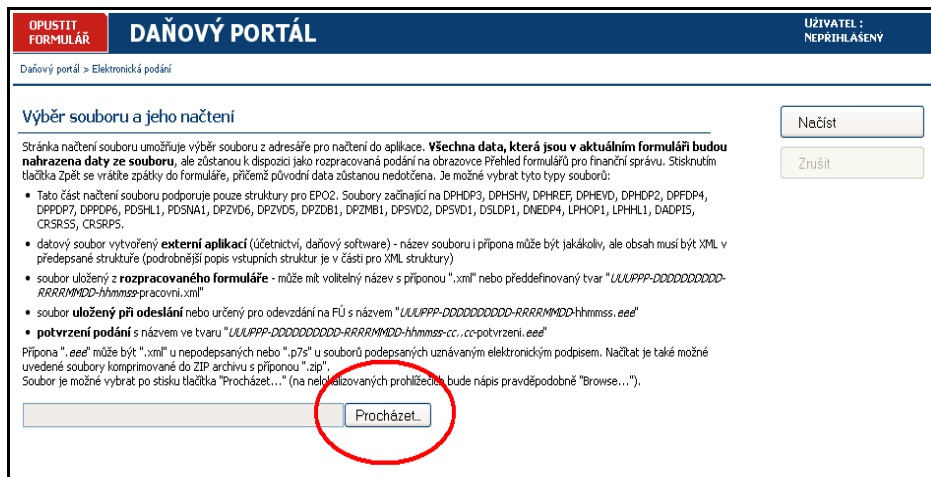 OPUSTIT
FORMULÁŘ
DAŇOVÝ PORTÁL
UŽIVATEL :
NEPŘIHLÁŠENÝ
Daňový portál > Elektronická podání
Výběr souboru a jeho načtení
Načíst
Zrušit
Stránka načtení souboru umožňuje výběr souboru z adresáře pro načtení do aplikace. Všechna data, která jsou v aktuálním formuláři budou
nahrazena daty ze souboru, ale zůstanou k dispozici jako rozpracovaná podání na obrazovce Přehled formulářů pro finanční správu. Stisknutím
tlačítka Zpět se vrátíte zpátky do formuláře, přičemž původní data zůstanou nedotčena. Je možné vybrat tyto typy souborů:
• Tato část načtení souboru podporuje pouze struktury pro EPO2. Soubory začínající na DPHDP3, DPHSHV, DPHREF, DPHEVD, DPHDP2, DPFDP4,
DPPDP7, DPPDP6, PDSHL1, PDSNA1, DPZVD6, DPZVD5, DPZDB1, DPZMB1, DPSVD2, DPSVD1, DSLDP1, DNEDP4, LPHOP1, LPHHL1, DADPIS,
CRSRSS, CRSRPS.
• datový soubor vytvořený externí aplikací (účetnictví, daňový software) - název souboru i přípona může být jakákoliv, ale obsah musí být XML v
předepsané struktuře (podrobnější popis vstupních struktur je v části pro XML struktury)
• soubor uložený z rozpracovaného formuláře - může mít volitelný název s příponou ".xml" nebo předdefinovaný tvar "UUUPPP-DDDDDDDDDD-
RRRRMMDD-hhmmss-pracovni.xml"
• soubor uložený při odeslání nebo určený pro odevzdání na FÚ s názvem "UUUPPP-DDDDDDDDDD-RRRRMMDD-hhmmss.eee"
• potvrzení podání s názvem ve tvaru "UUUPPP-DDDDDDDDDD-RRRRMMDD-hhmmss-cc..cc-potvrzeni.eee"
Přípona ".eee" může být ".xml" u nepodepsaných nebo ".p7s" u souborů podepsaných uznávaným elektronickým podpisem. Načítat je také možné
uvedené soubory komprimované do ZIP archivu s příponou ".zip".
Soubor je možné vybrat po stisku tlačítka "Procházet..." (na nelokalizovaných prohlížečích bude nápis pravděpodobně "Browse...").
Procházet...